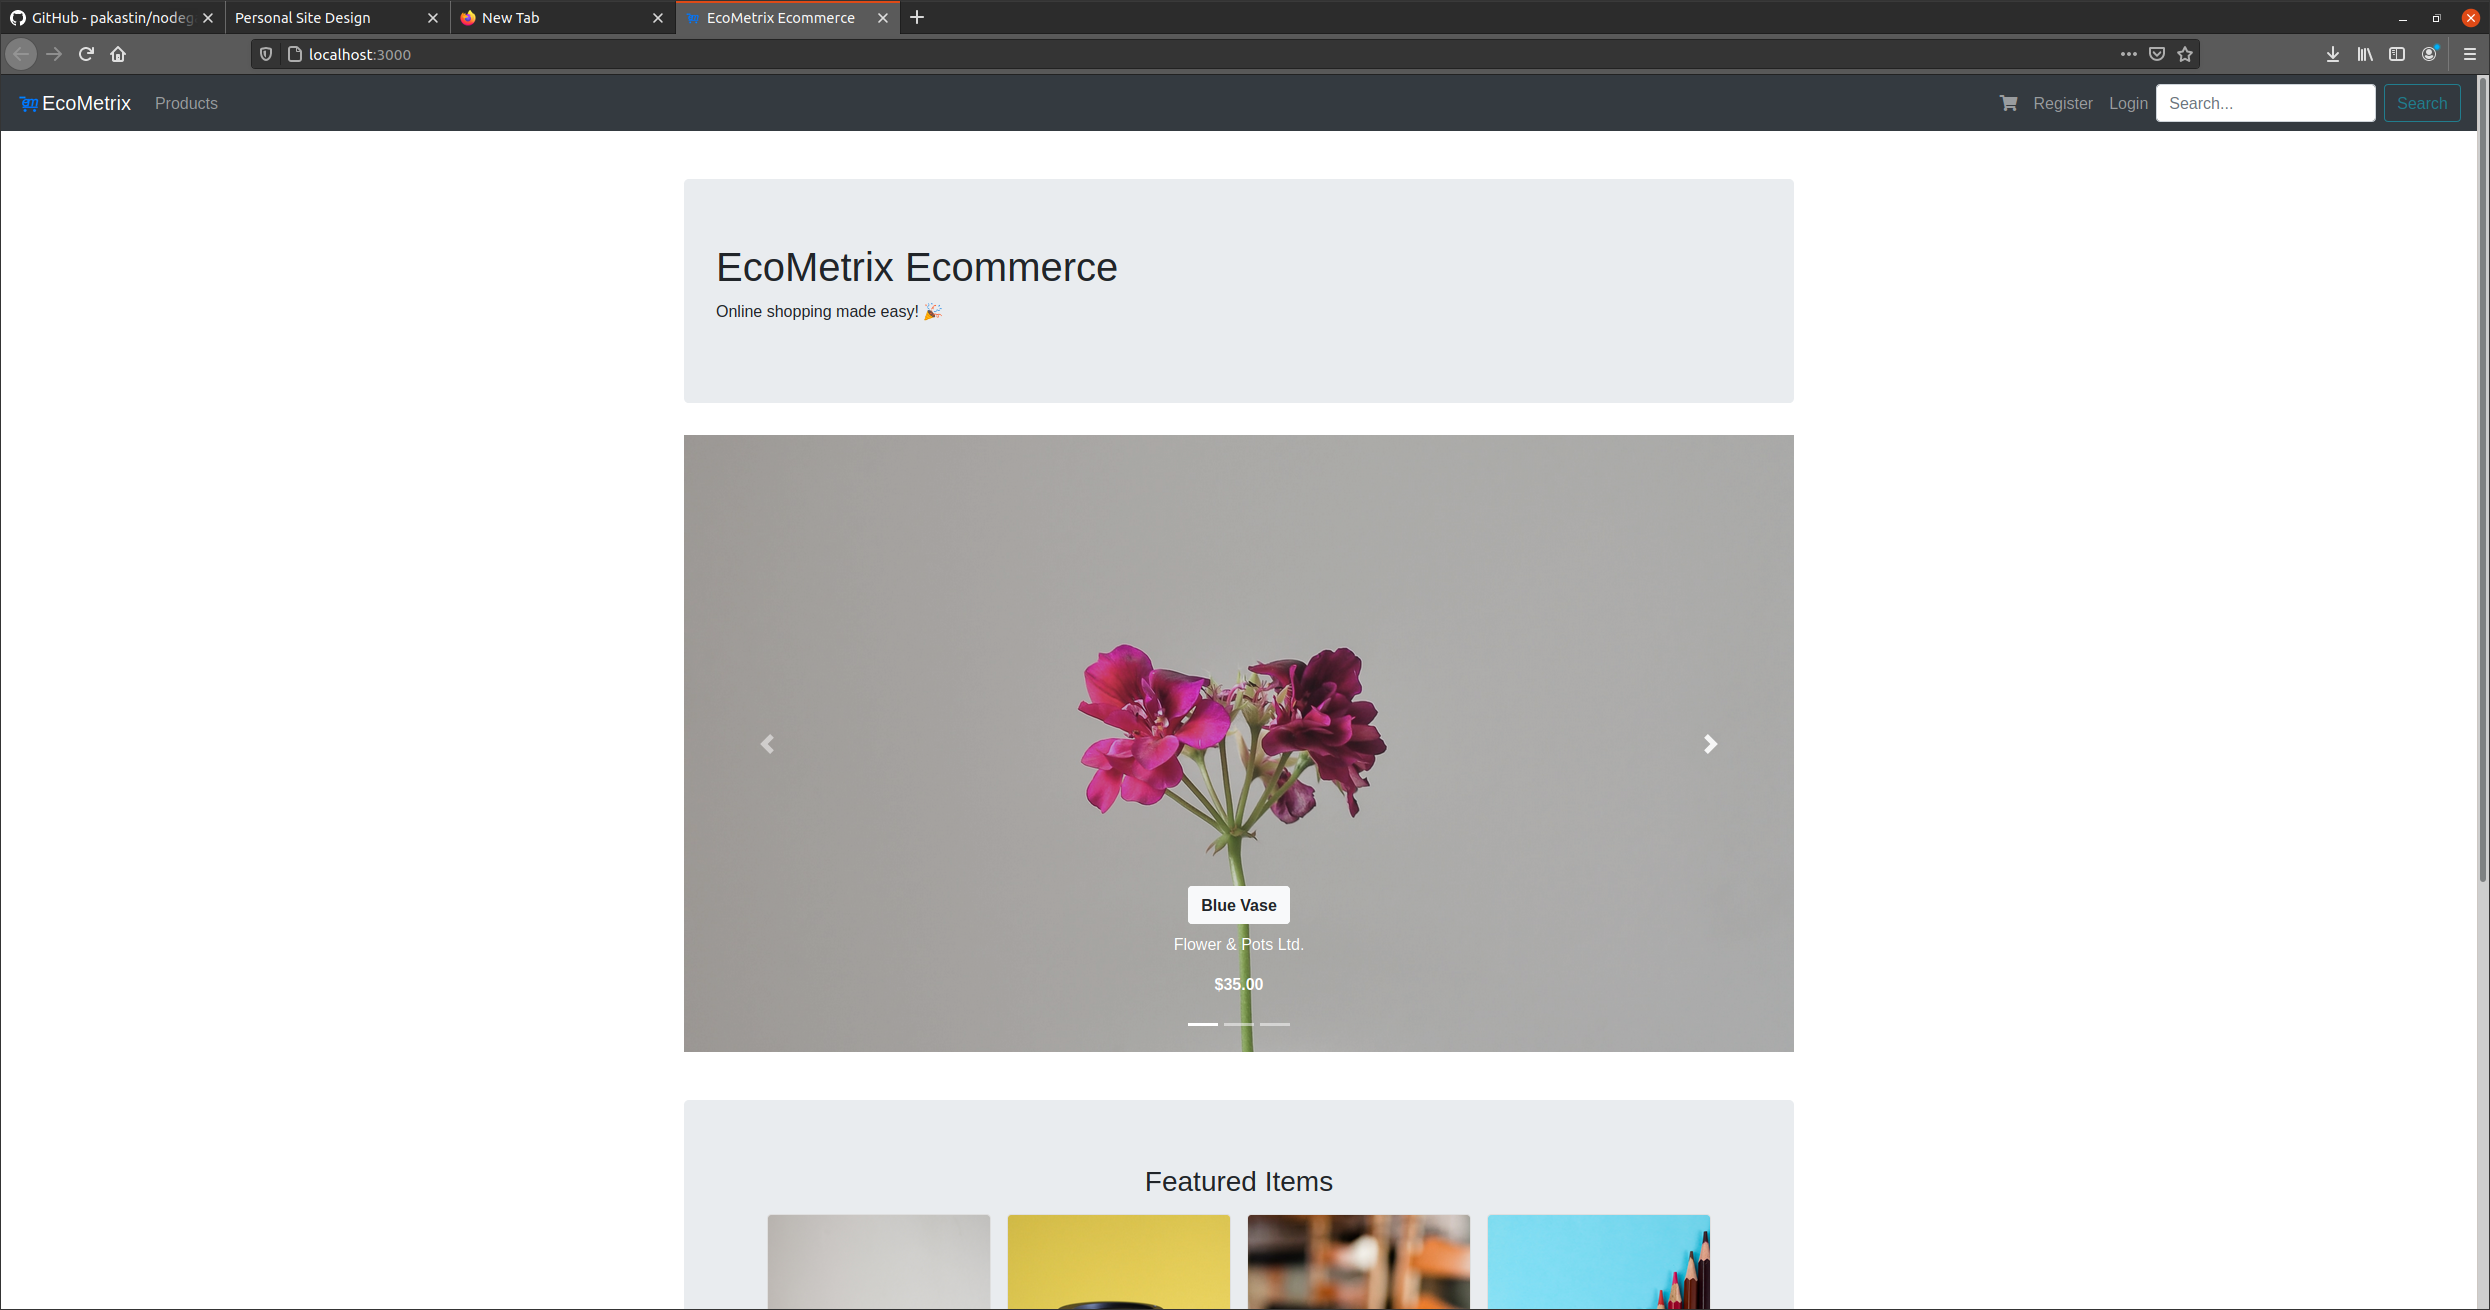 GitHub - pakastin/nodeg
Personal Site Design
New Tab
EcoMetrix Ecommerce
localhost:3000
em EcoMetrix
Products
Register
Login
Search...
Search
EcoMetrix Ecommerce
Online shopping made easy! 🎉
Blue Vase
Flower & Pots Ltd.
$35.00
Featured Items